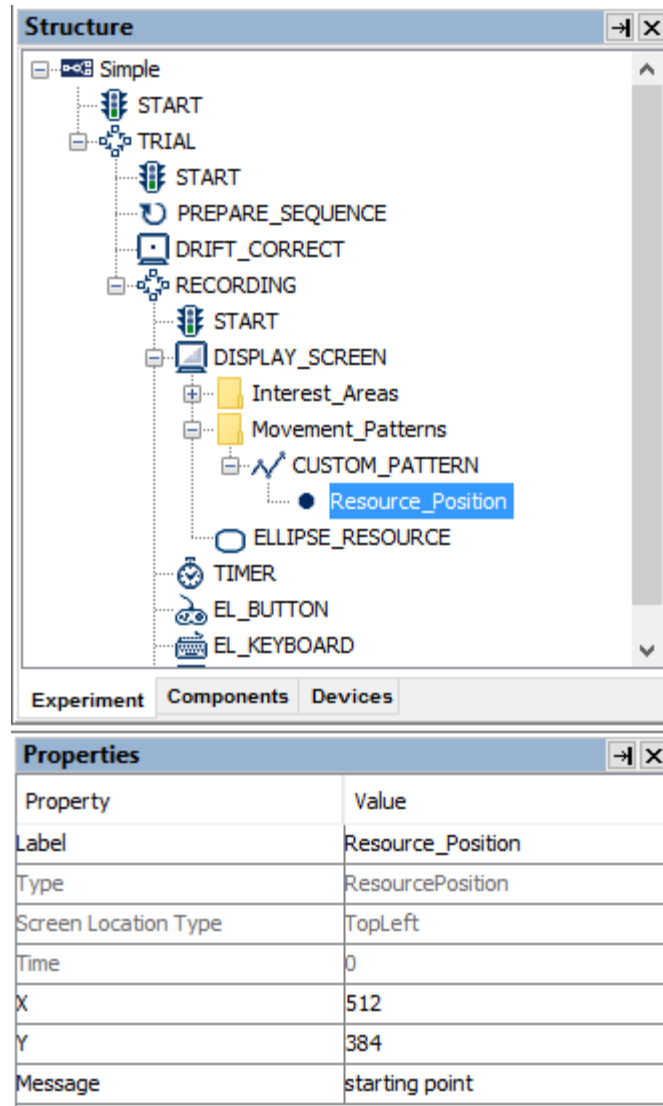 Structure
Simple
START
TRIAL
START
PREPARE_SEQUENCE
DRIFT_CORRECT
RECORDING
START
DISPLAY_SCREEN
Interest_Areas
Movement_Patterns
CUSTOM_PATTERN
Resource_Position
ELLIPSE_RESOURCE
TIMER
EL_BUTTON
EL_KEYBOARD
Experiment Components Devices
Properties
Property Value
Label Resource_Position
Type ResourcePosition
Screen Location Type TopLeft
Time 0
X 512
Y 384
Message starting point